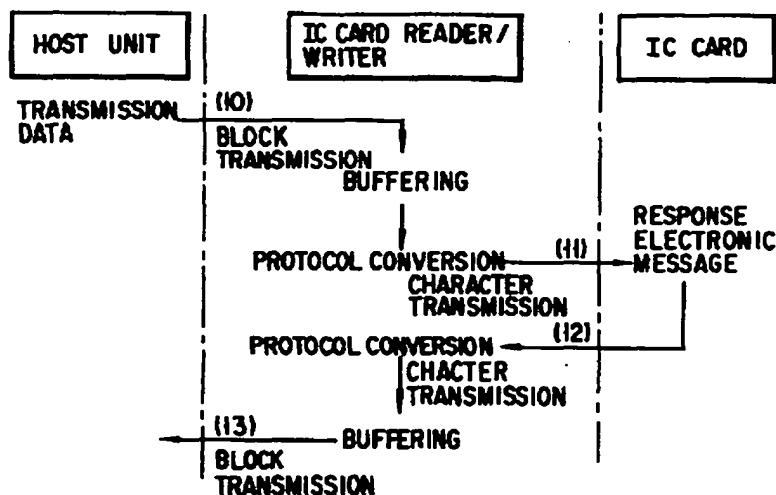 HOST UNIT
IC CARD READER/
WRITER
IC CARD
TRANSMISSION
DATA
(10)
BLOCK
TRANSMISSION
BUFFERING
PROTOCOL CONVERSION
(11)
CHARACTER
TRANSMISSION
RESPONSE
ELECTRONIC
MESSAGE
PROTOCOL CONVERSION
(12)
CHACTER
TRANSMISSION
(13)
BUFFERING
BLOCK
TRANSMISSION